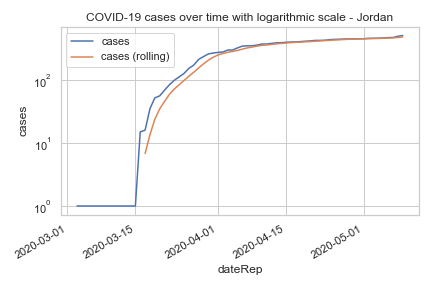 COVID-19 cases over time with logarithmic scale - Jordan
cases
cases (rolling)
10²
10¹
10⁰
cases
2020-03-01
2020-03-15
2020-04-01
2020-04-15
2020-05-01
dateRep